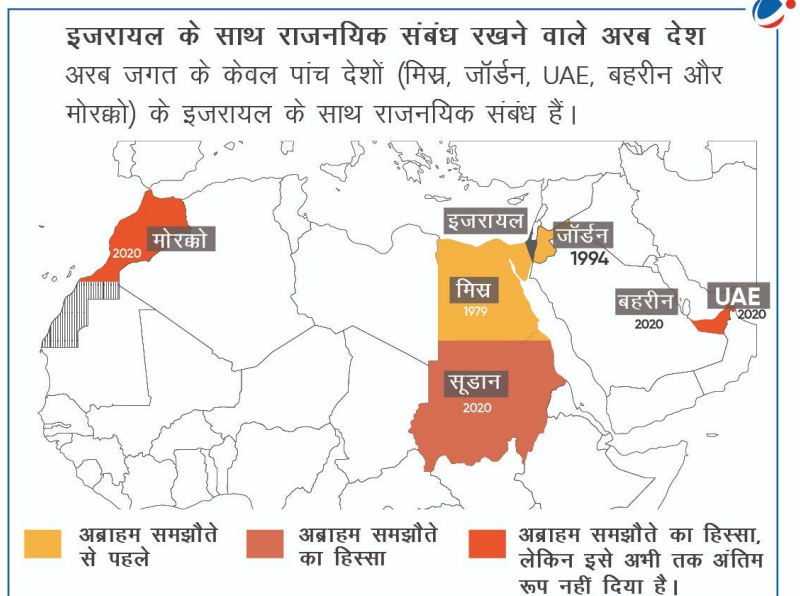 इजरायल के साथ राजनयिक संबंध रखने वाले अरब देश
अरब जगत के केवल पांच देशों (मिस्र, जॉर्डन, UAE, बहरीन और
मोरक्को) के इजरायल के साथ राजनयिक संबंध हैं।
मोरक्को
2020
इजरायल
जॉर्डन
1994
मिस्र
1979
बहरीन
2020
UAE
2020
सूडान
2020
अब्राहम समझौते
से पहले
अब्राहम समझौते
का हिस्सा
अब्राहम समझौते का हिस्सा,
लेकिन इसे अभी तक अंतिम
रूप नहीं दिया है।